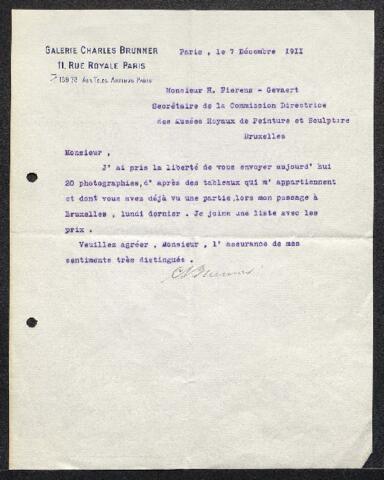 GALERIE CHARLES BRUNNER
11, RUE ROYALE PARIS
Paris , le 7 Décembre 1911
Monsieur H. Fierens - Gevaert
Secrétaire de la Commission Directrice
des Musées Royaux de Peinture et Sculpture
Bruxelles
Monsieur ,
J' ai pris la liberté de vous envoyer aujourd' hui
20 photographies,d' après des tableaux qui m' appartiennent
et dont vous avez déjà vu une partie,lors mon passage à
Bruxelles , lundi dernier . Je joins une liste avec les
prix .
Veuillez agréer , Monsieur , l' assurance de mes
sentiments très distingués .
Ch Brunner